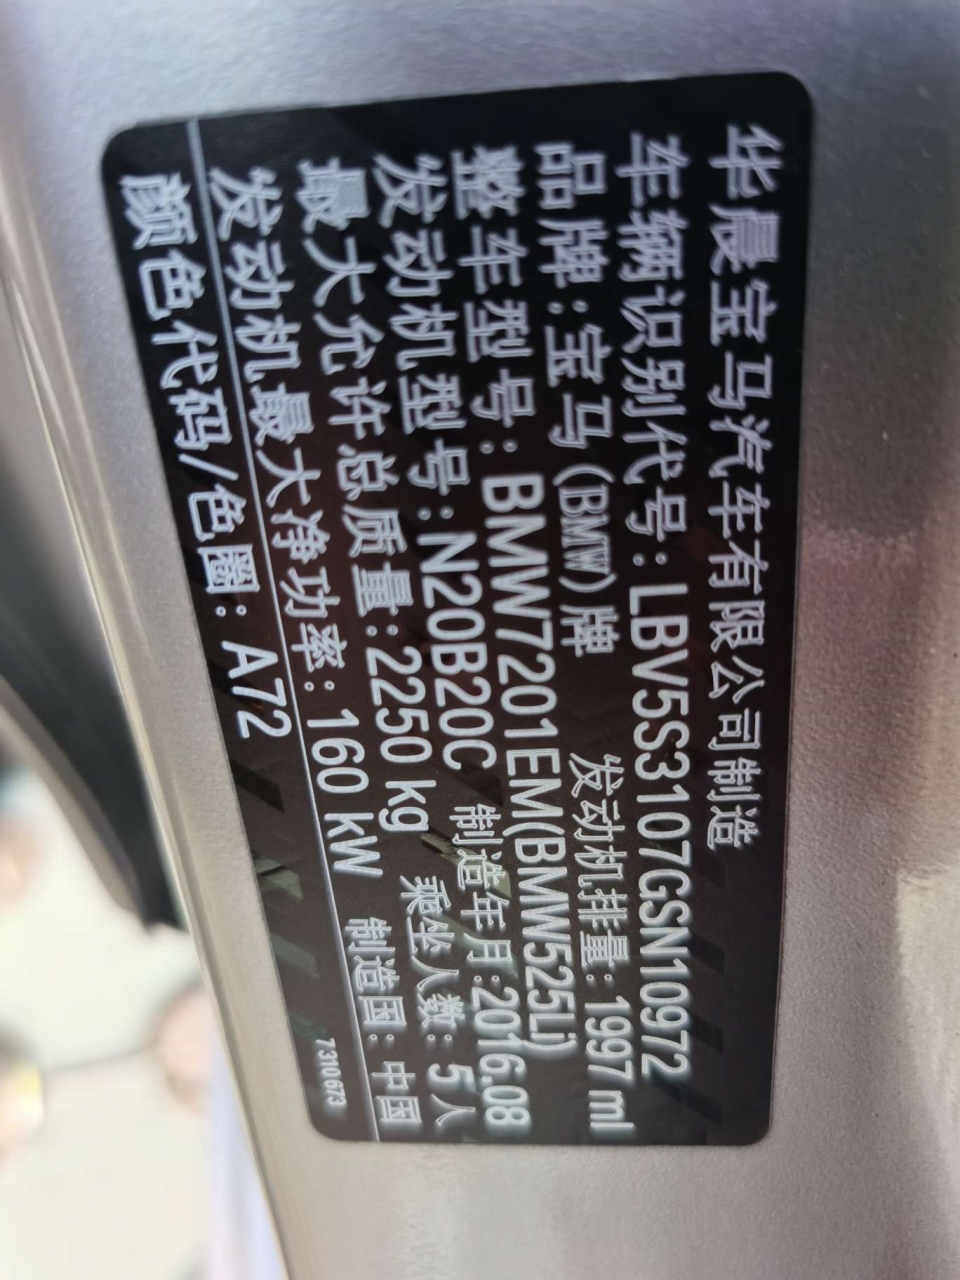 华晨宝马汽车有限公司制造
车辆识别代号：LBV5S3107GSN10972
品牌：宝马（BMW）牌 发动机排量：1997 ml
整车型号：BMW7201EM(BMW525Li)
发动机型号：N20B20C 制造年月：2016.08
最大允许总质量：2250 kg 乘坐人数：5人
发动机最大净功率：160 kW 制造国：中国
颜色代码/色圈：A72
7310673